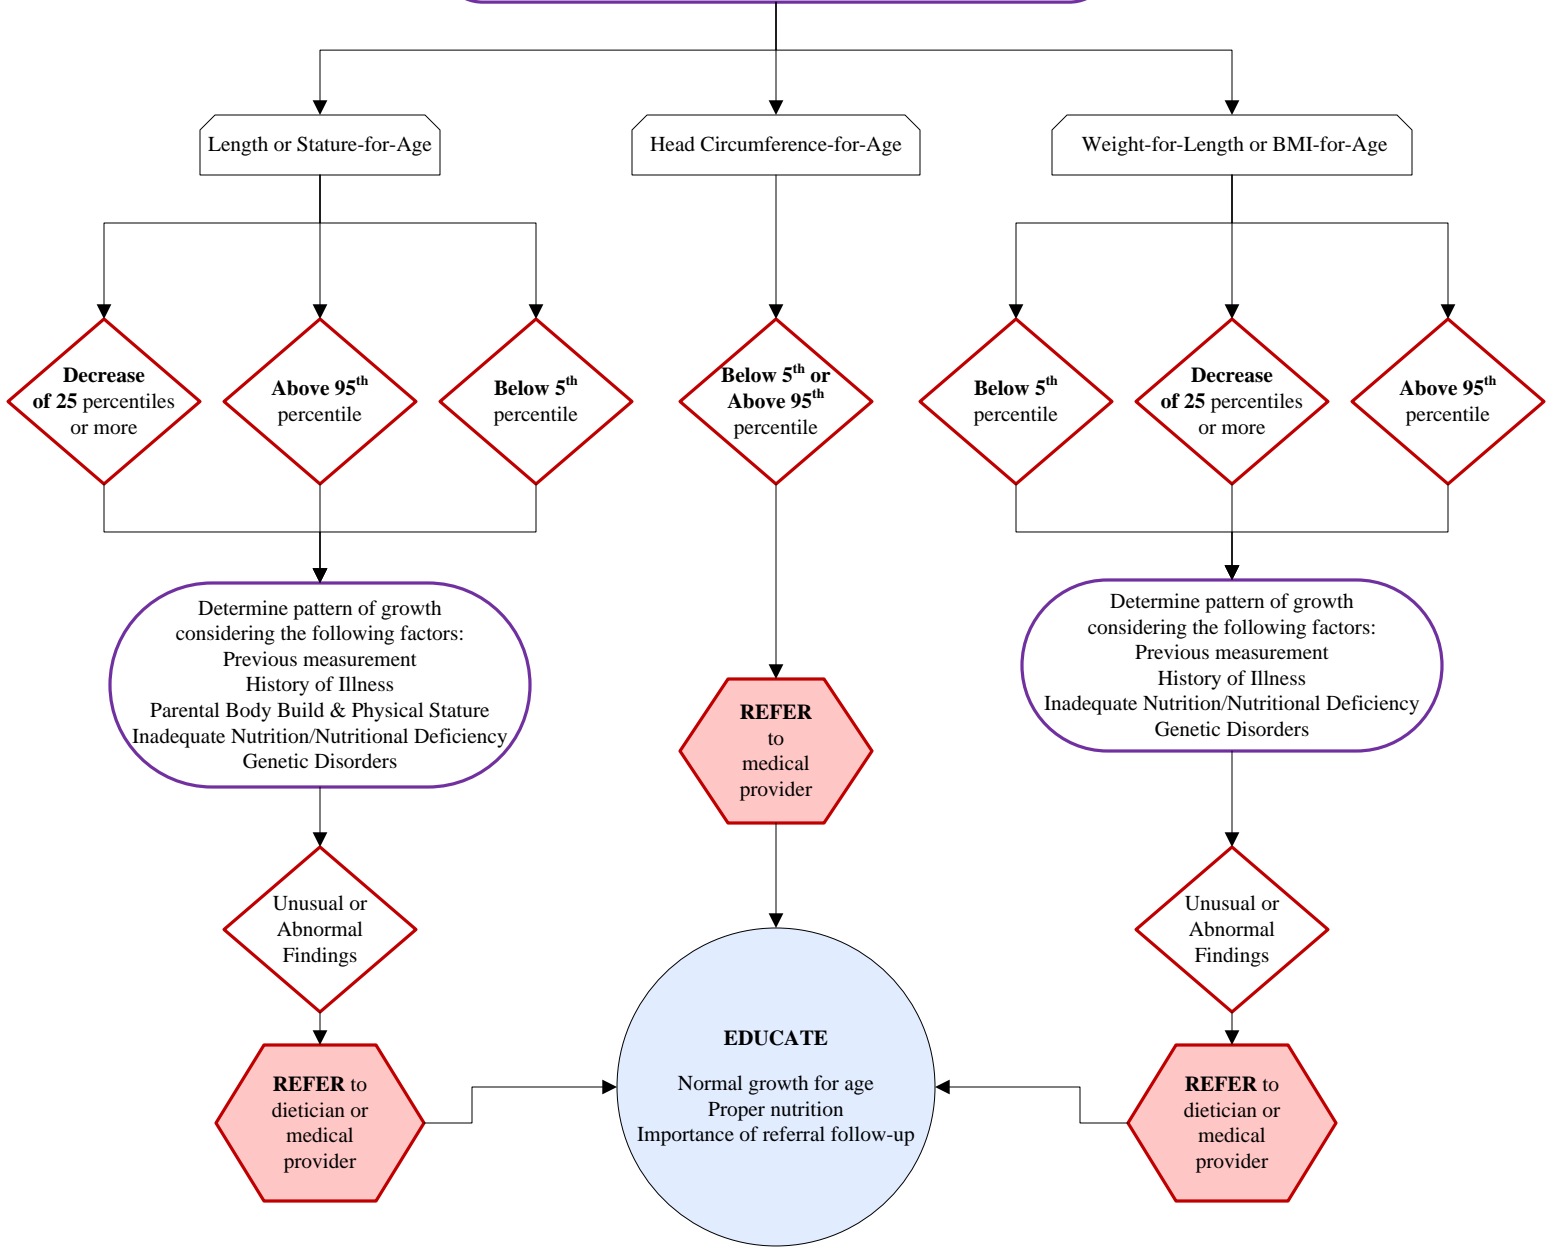 Length or Stature-for-Age
Head Circumference-for-Age
Weight-for-Length or BMI-for-Age
Decrease
of 25 percentiles
or more
Above 95th
percentile
Below 5th
percentile
Below 5th or
Above 95th
percentile
Below 5th
percentile
Decrease
of 25 percentiles
or more
Above 95th
percentile
Determine pattern of growth
considering the following factors:
Previous measurement
History of Illness
Parental Body Build & Physical Stature
Inadequate Nutrition/Nutritional Deficiency
Genetic Disorders
REFER
to
medical
provider
Determine pattern of growth
considering the following factors:
Previous measurement
History of Illness
Inadequate Nutrition/Nutritional Deficiency
Genetic Disorders
Unusual or
Abnormal
Findings
Unusual or
Abnormal
Findings
REFER to
dietician or
medical
provider
EDUCATE
Normal growth for age
Proper nutrition
Importance of referral follow-up
REFER to
dietician or
medical
provider